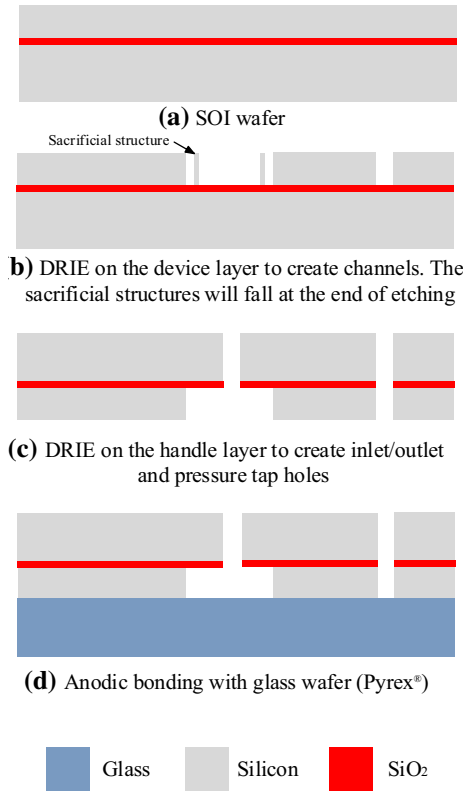 (a) SOI wafer
Sacrificial structure
(b) DRIE on the device layer to create channels. The
sacrificial structures will fall at the end of etching
(c) DRIE on the handle layer to create inlet/outlet
and pressure tap holes
(d) Anodic bonding with glass wafer (Pyrex®)
Glass
Silicon
SiO₂